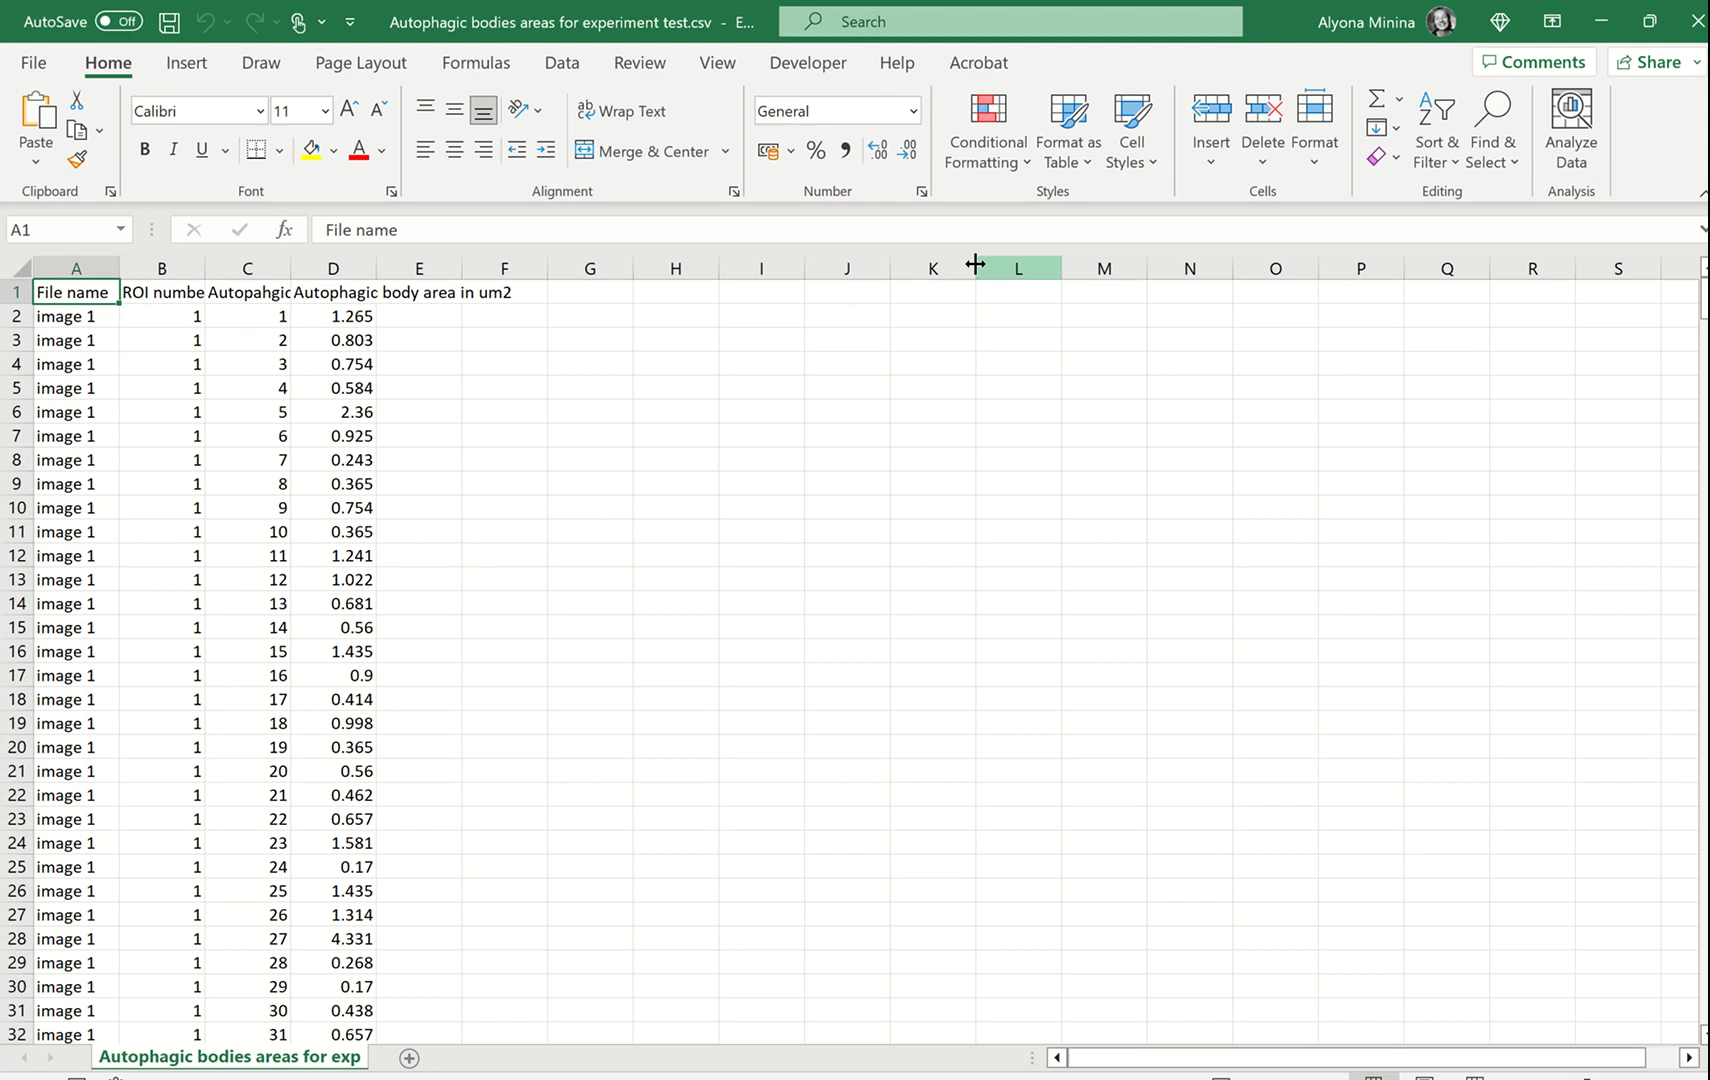 AutoSave Off Autophagic bodies areas for experiment test.csv - E... Search Alyona Minina
File Home Insert Draw Page Layout Formulas Data Review View Developer Help Acrobat Comments Share
Paste Calibri 11 A A Wrap Text General Conditional Formatting Format as Table Cell Styles Insert Delete Format Sort & Filter Find & Select Analyze Data
B I U A Merge & Center % 9 .00 .00
Clipboard Font Alignment Number Styles Cells Editing Analysis
A1 fx File name
A B C D E F G H I J K L M N O P Q R S
1 File name ROI numbe Autopahgic Autophagic body area in um2
2 image 1 1 1 1.265
3 image 1 1 2 0.803
4 image 1 1 3 0.754
5 image 1 1 4 0.584
6 image 1 1 5 2.36
7 image 1 1 6 0.925
8 image 1 1 7 0.243
9 image 1 1 8 0.365
10 image 1 1 9 0.754
11 image 1 1 10 0.365
12 image 1 1 11 1.241
13 image 1 1 12 1.022
14 image 1 1 13 0.681
15 image 1 1 14 0.56
16 image 1 1 15 1.435
17 image 1 1 16 0.9
18 image 1 1 17 0.414
19 image 1 1 18 0.998
20 image 1 1 19 0.365
21 image 1 1 20 0.56
22 image 1 1 21 0.462
23 image 1 1 22 0.657
24 image 1 1 23 1.581
25 image 1 1 24 0.17
26 image 1 1 25 1.435
27 image 1 1 26 1.314
28 image 1 1 27 4.331
29 image 1 1 28 0.268
30 image 1 1 29 0.17
31 image 1 1 30 0.438
32 image 1 1 31 0.657
Autophagic bodies areas for exp